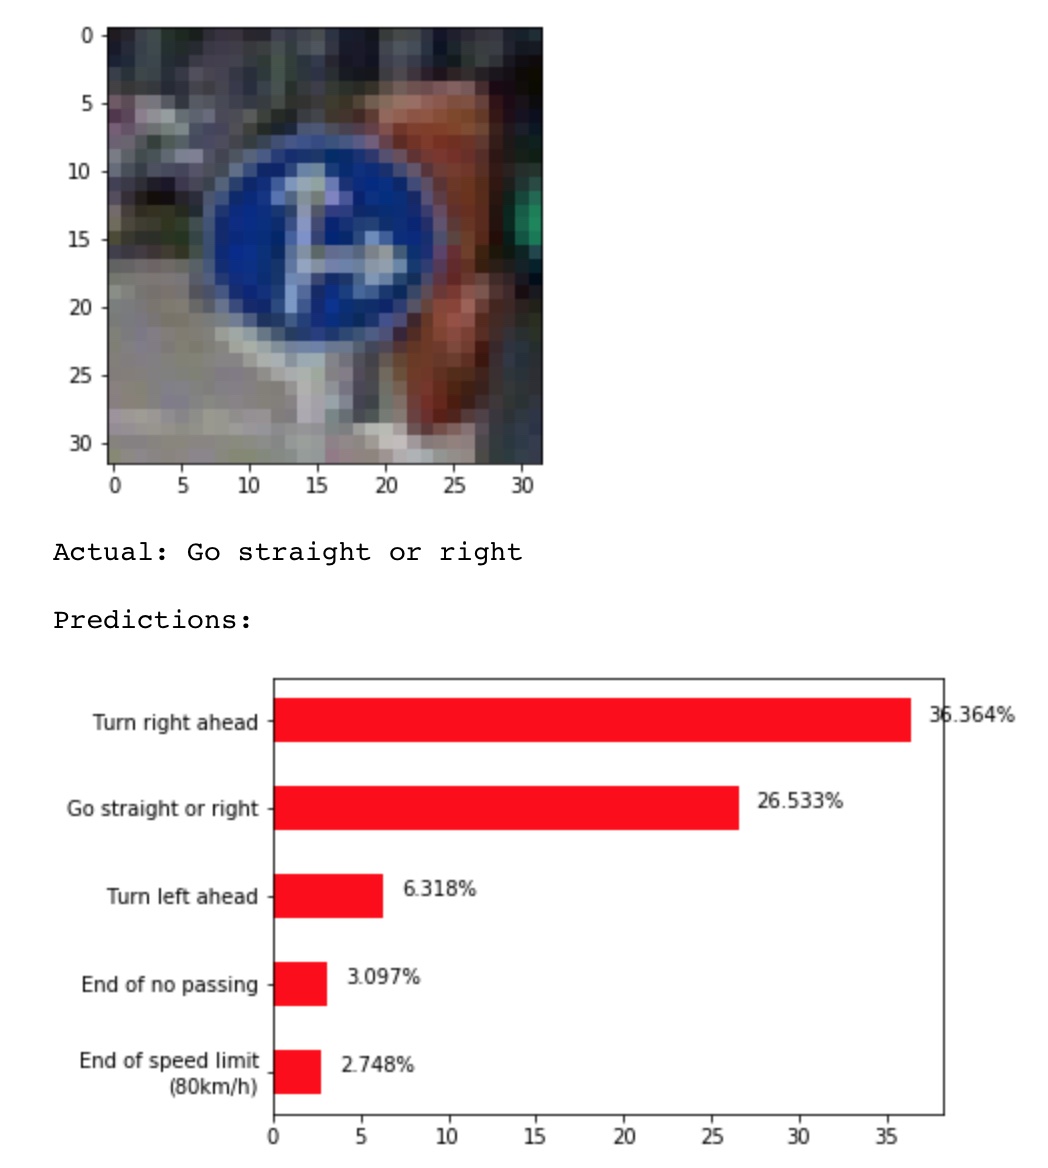 0
5
10
15
20
25
30
0 5 10 15 20 25 30
Actual: Go straight or right
Predictions:
Turn right ahead 36.364%
Go straight or right 26.533%
Turn left ahead 6.318%
End of no passing 3.097%
End of speed limit 2.748%
(80km/h)
0 5 10 15 20 25 30 35